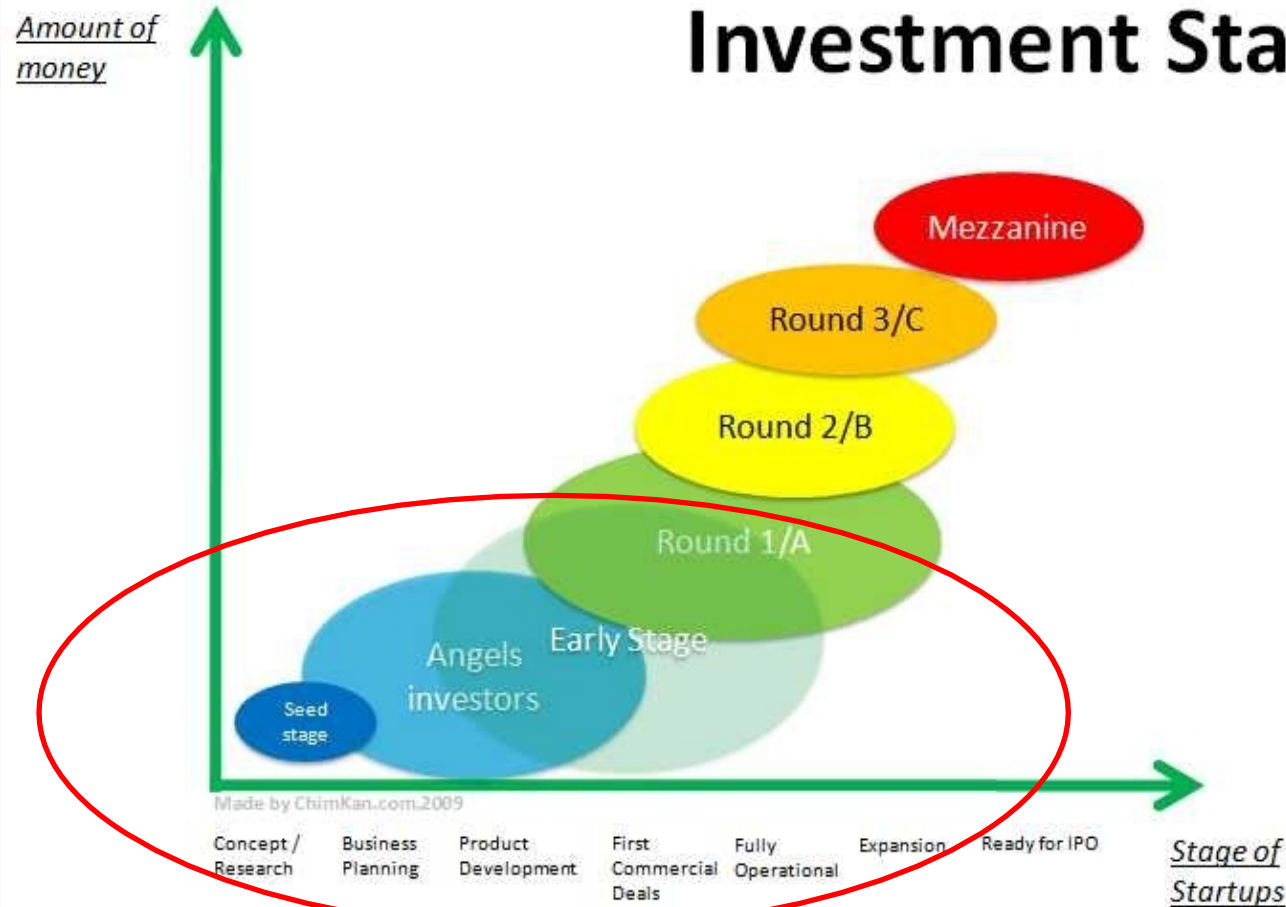 Amount of
money
Investment Sta
Mezzanine
Round 3/C
Round 2/B
Round 1/A
Early Stage
Angels
investors
Seed
stage
Made by ChimKan.com.2009
Concept /
Research
Business
Planning
Product
Development
First
Commercial
Deals
Fully
Operational
Expansion
Ready for IPO
Stage of
Startups